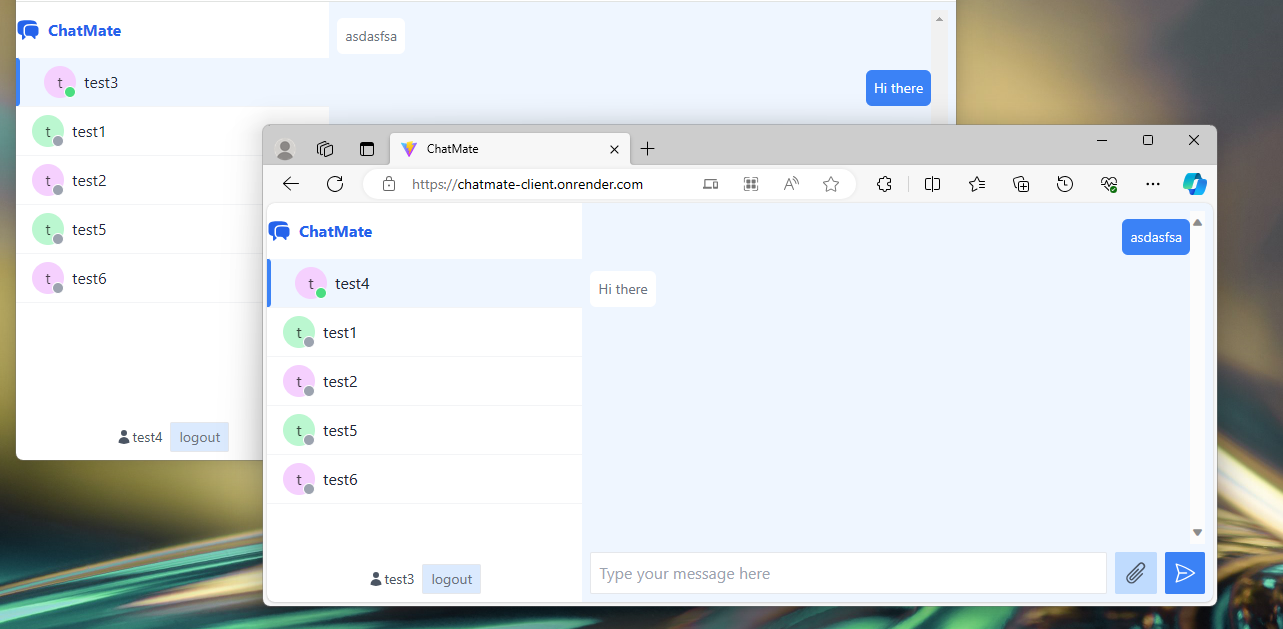 ChatMate
asdasfsa
t test3
Hi there
t test1
t test2
t test5
t test6
test4 logout
ChatMate
https://chatmate-client.onrender.com
ChatMate
asdasfsa
t test4
Hi there
t test1
t test2
t test5
t test6
test3 logout
Type your message here